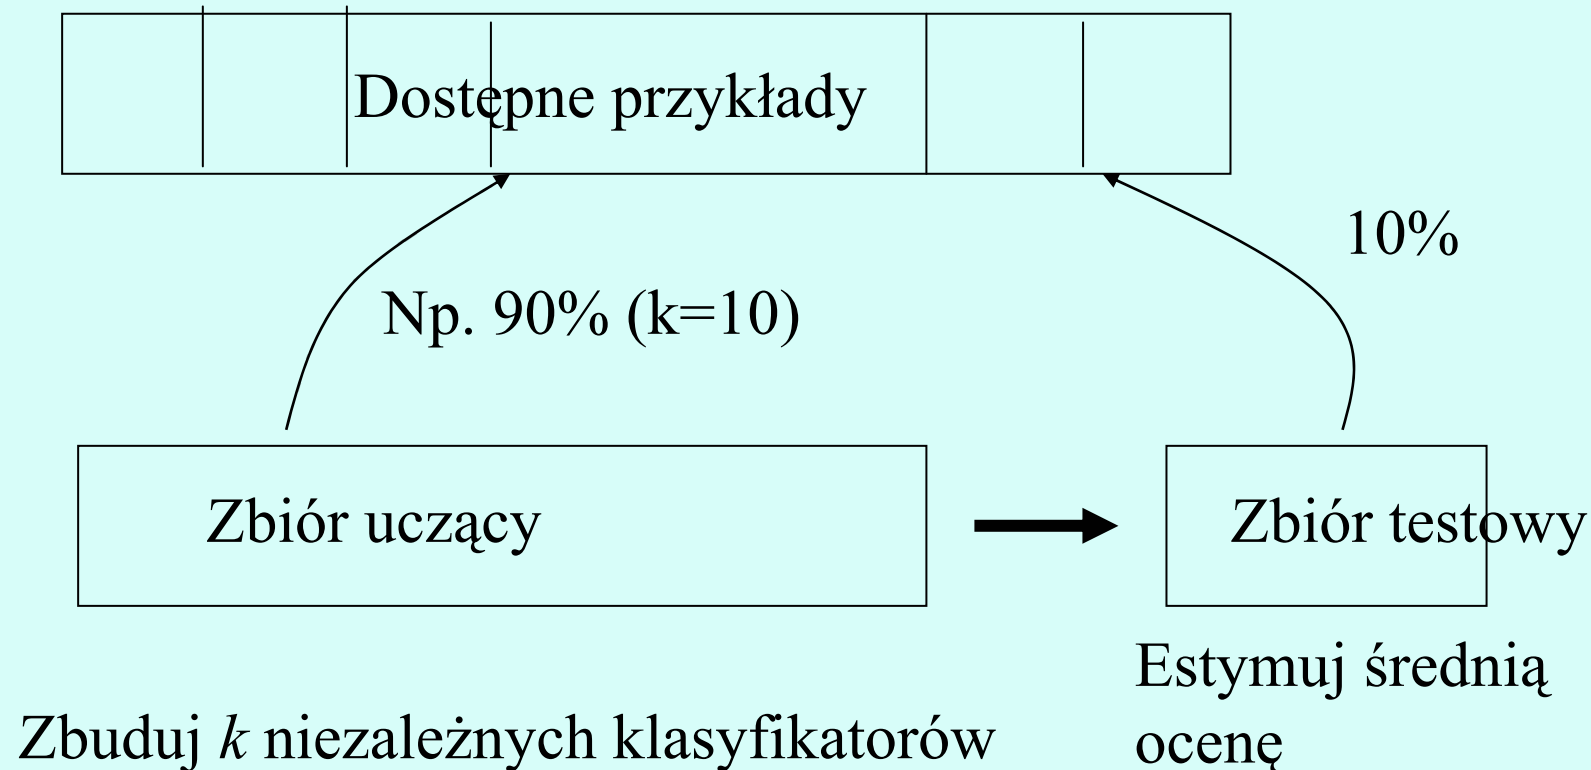 Dostępne przykłady
10%
Np. 90% (k=10)
Zbiór uczący
Zbiór testowy
Zbuduj k niezależnych klasyfikatorów
Estymuj średnią
ocenę